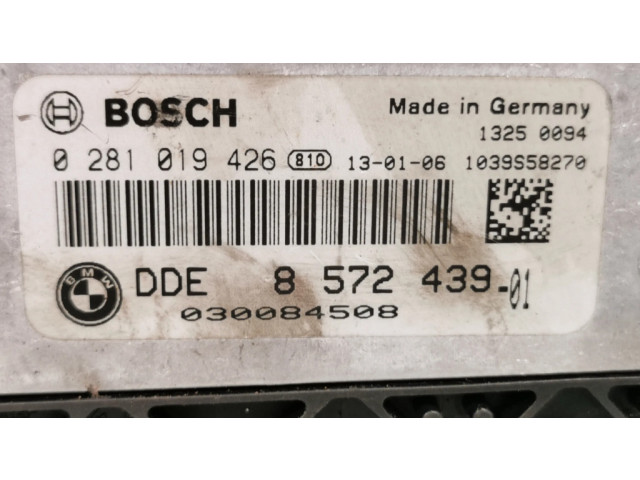 BOSCH Made in Germany
1325 0094
0 281 019 426 810 13-01-06 1039S58270
BMW DDE 8 572 439-01
030084508